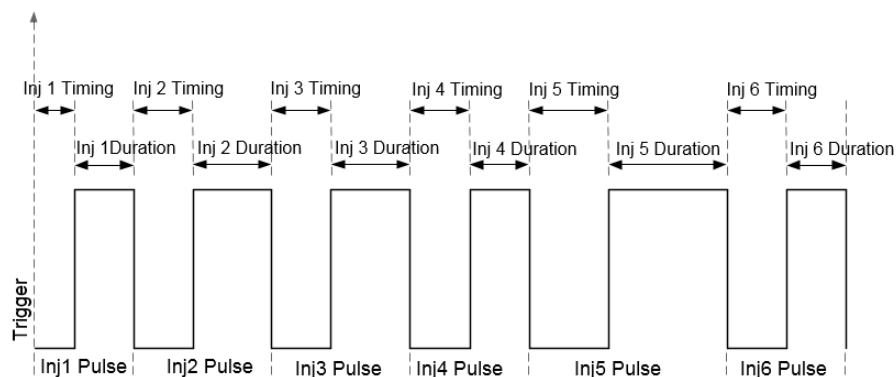 Inj 1 Timing
Inj 2 Timing
Inj 3 Timing
Inj 4 Timing
Inj 5 Timing
Inj 6 Timing
Inj 1Duration
Inj 2 Duration
Inj 3 Duration
Inj 4 Duration
Inj 5 Duration
Inj 6 Duration
Trigger
Inj1 Pulse
Inj2 Pulse
Inj3 Pulse
Inj4 Pulse
Inj5 Pulse
Inj6 Pulse